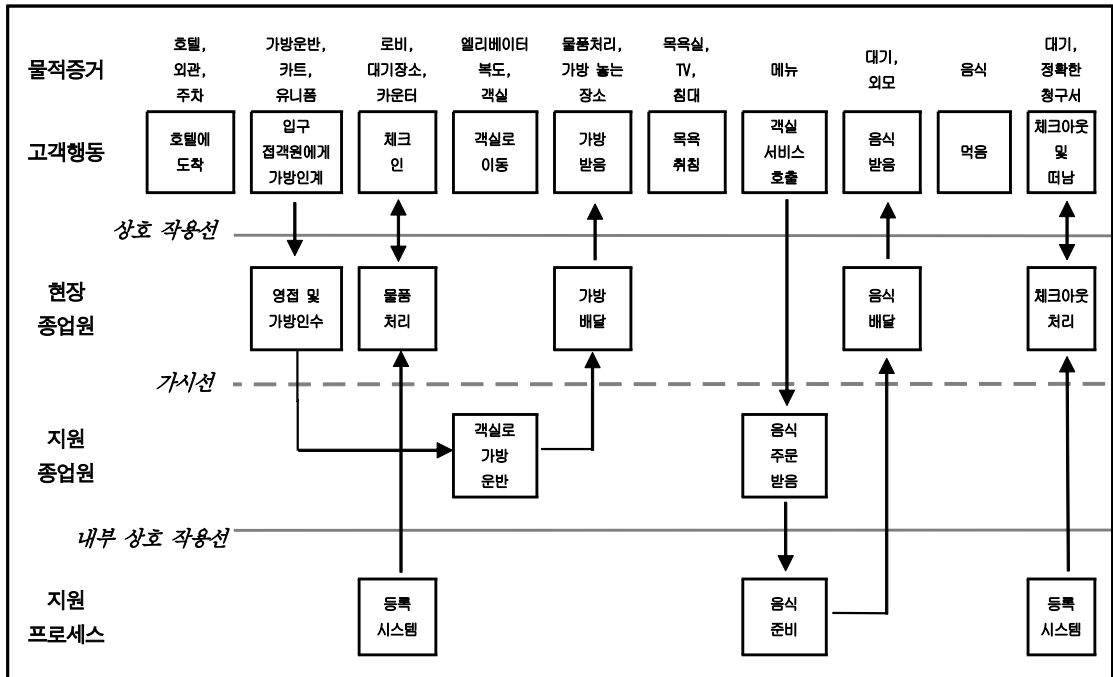 물적증거
호텔,
외관,
주차
가방운반,
카트,
유니폼
로비,
대기장소,
카운터
엘리베이터
복도,
객실
물품처리,
가방 놓는
장소
목욕실,
TV,
침대
메뉴
대기,
외모
음식
대기,
정확한
청구서
고객행동
호텔에
도착
입구
접객원에게
가방인계
체크
인
객실로
이동
가방
받음
목욕
취침
객실
서비스
호출
음식
받음
먹음
체크아웃
및
떠남
상호 작용선
현장
종업원
영접 및
가방인수
물품
처리
가방
배달
음식
배달
체크아웃
처리
가시선
지원
종업원
객실로
가방
운반
음식
주문
받음
내부 상호 작용선
지원
프로세스
등록
시스템
음식
준비
등록
시스템